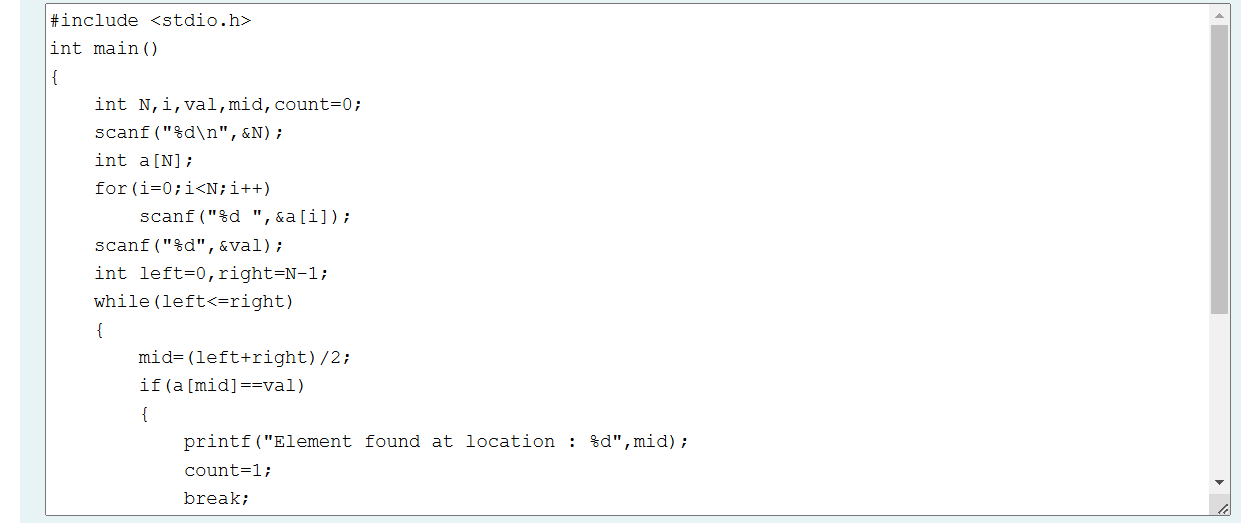 #include <stdio.h>
int main()
{
    int N,i,val,mid,count=0;
    scanf("%d\n",&N);
    int a[N];
    for(i=0;i<N;i++)
        scanf("%d ",&a[i]);
    scanf("%d",&val);
    int left=0,right=N-1;
    while(left<=right)
    {
        mid=(left+right)/2;
        if(a[mid]==val)
        {
            printf("Element found at location : %d",mid);
            count=1;
            break;